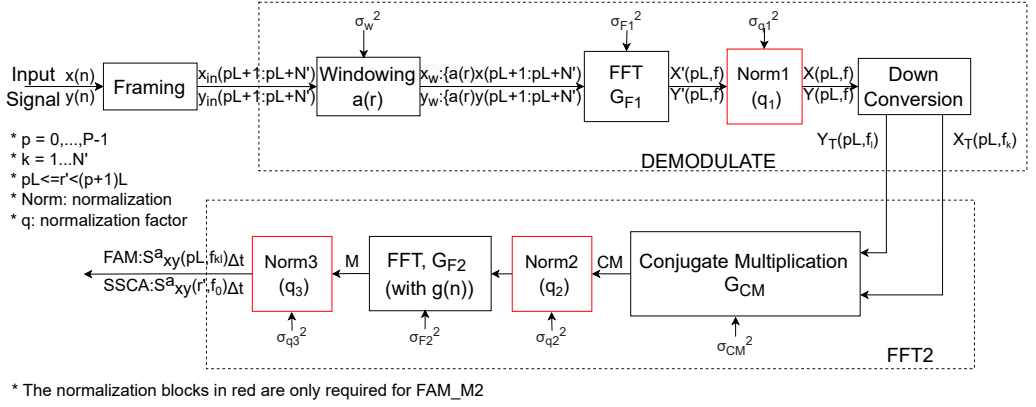 σw²
σF1²
σq1²
Input Signal
x(n)
y(n)
Framing
xin(pL+1:pL+N')
yin(pL+1:pL+N')
Windowing
a(r)
xw:{a(r)x(pL+1:pL+N')
yw:{a(r)y(pL+1:pL+N')
FFT
GF1
X'(pL,f)
Y'(pL,f)
Norm1
(q1)
X(pL,f)
Y(pL,f)
Down
Conversion
DEMODULATE
YT(pL,fl)
XT(pL,fk)
* p = 0,...,P-1
* k = 1...N'
* pL<=r'<(p+1)L
* Norm: normalization
* q: normalization factor
FAM:Saxy(pL,fkl)Δt
SSCA:Saxy(r',f0)Δt
Norm3
(q3)
M
FFT, GF2
(with g(n))
Norm2
(q2)
CM
Conjugate Multiplication
GCM
σq3²
σF2²
σq2²
σCM²
FFT2
* The normalization blocks in red are only required for FAM_M2